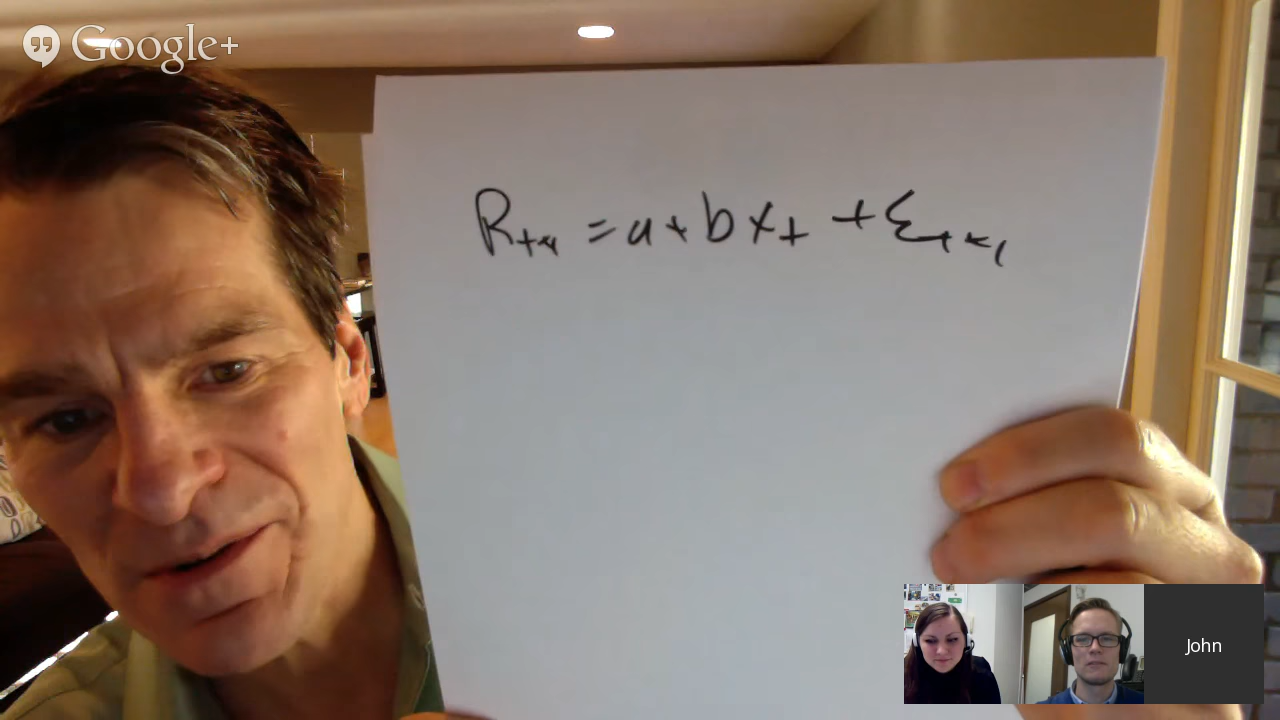 Google+
R_{t+1} = a + b x_t + ε_{t+1}
John